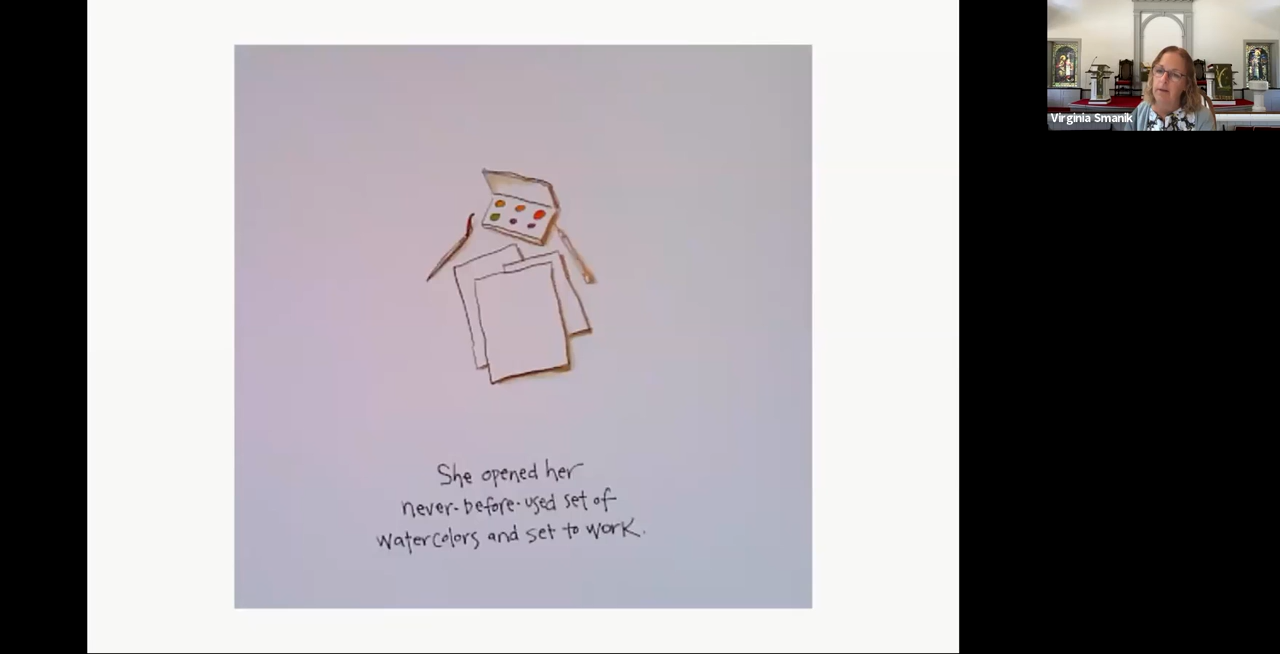 Virginia Smanik
She opened her
never-before-used set of
watercolors and set to work.